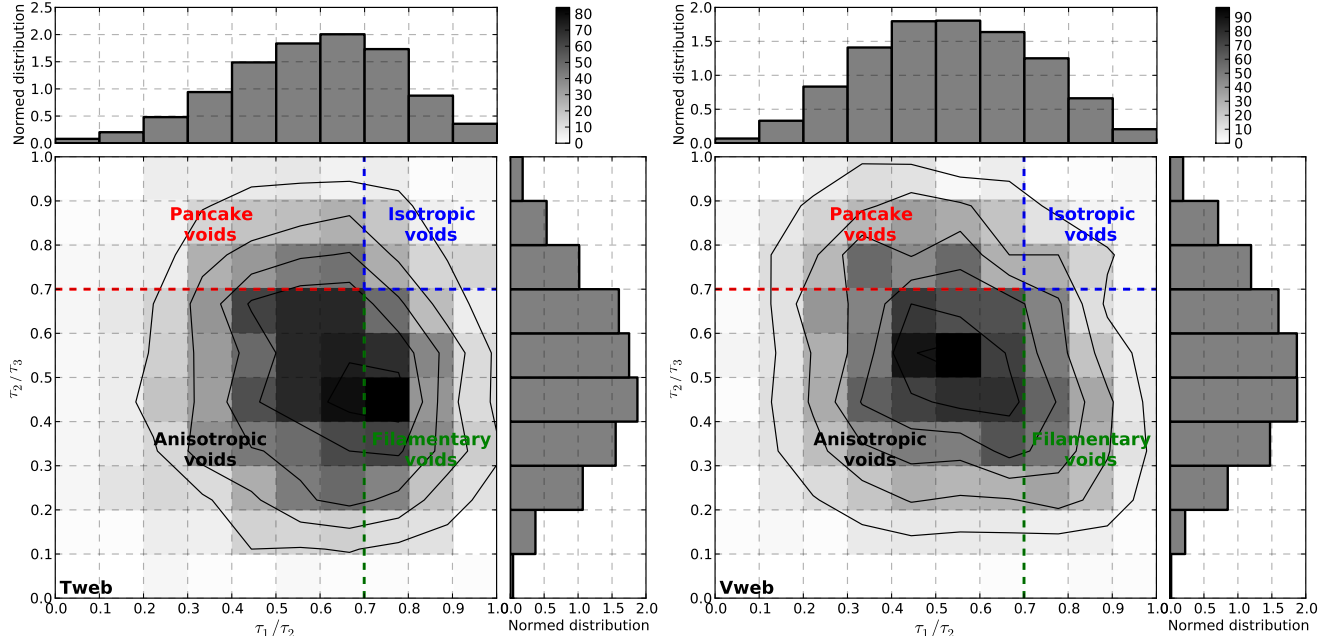 Normed distribution
2.5
2.0
1.5
1.0
0.5
0.0
80
70
60
50
40
30
20
10
0
1.0
0.9
0.8
0.7
0.6
0.5
0.4
0.3
0.2
0.1
0.0
τ2/τ3
Pancake
voids
Isotropic
voids
Anisotropic
voids
Filamentary
voids
Tweb
0.0 0.1 0.2 0.3 0.4 0.5 0.6 0.7 0.8 0.9 1.0
τ1/τ2
0.0 0.5 1.0 1.5 2.0
Normed distribution
Normed distribution
2.0
1.5
1.0
0.5
0.0
90
80
70
60
50
40
30
20
10
0
1.0
0.9
0.8
0.7
0.6
0.5
0.4
0.3
0.2
0.1
0.0
τ2/τ3
Pancake
voids
Isotropic
voids
Anisotropic
voids
Filamentary
voids
Vweb
0.0 0.1 0.2 0.3 0.4 0.5 0.6 0.7 0.8 0.9 1.0
τ1/τ2
0.0 0.5 1.0 1.5 2.0
Normed distribution